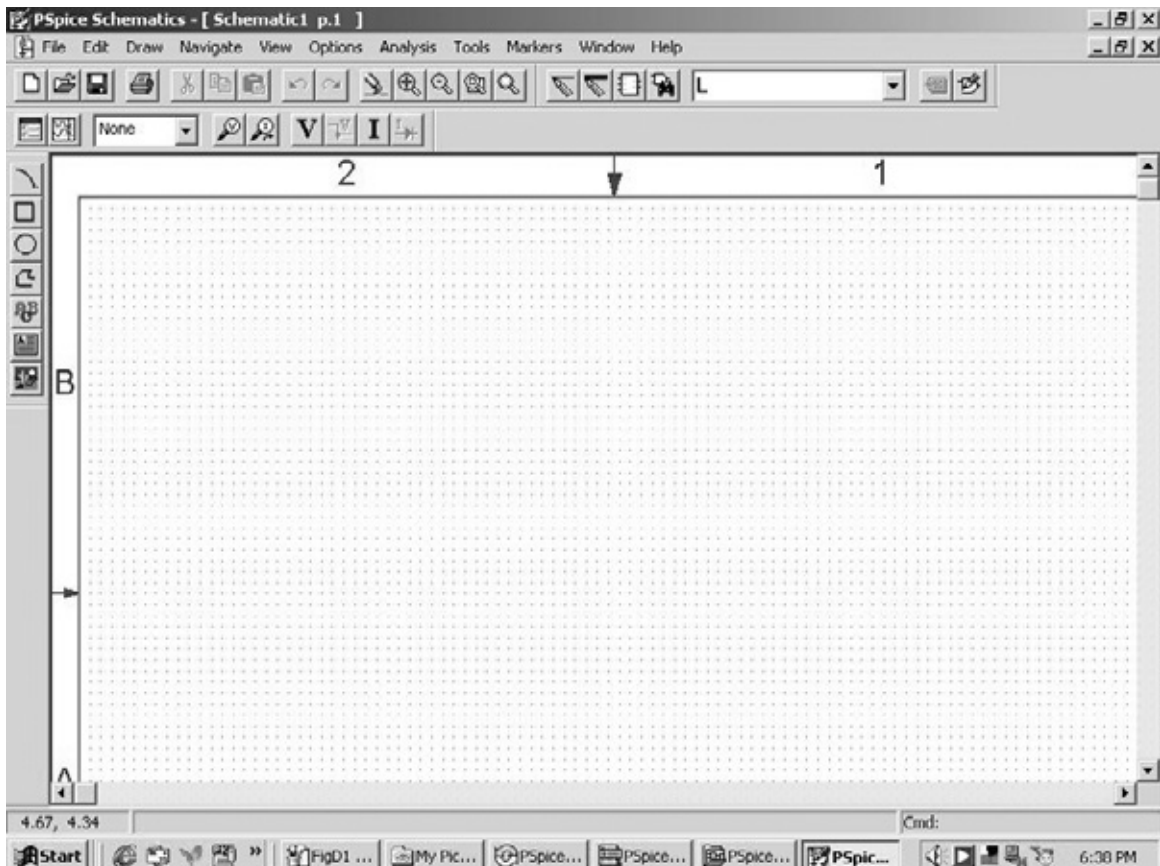 PSpice Schematics - [ Schematic1 p.1 ]
File Edit Draw Navigate View Options Analysis Tools Markers Window Help
L
None V I
2 1
B
A
4.67, 4.34 Cmd:
Start » FigD1 ... My Pic... PSpice... PSpice... PSpice... PSpic... 6:38 PM